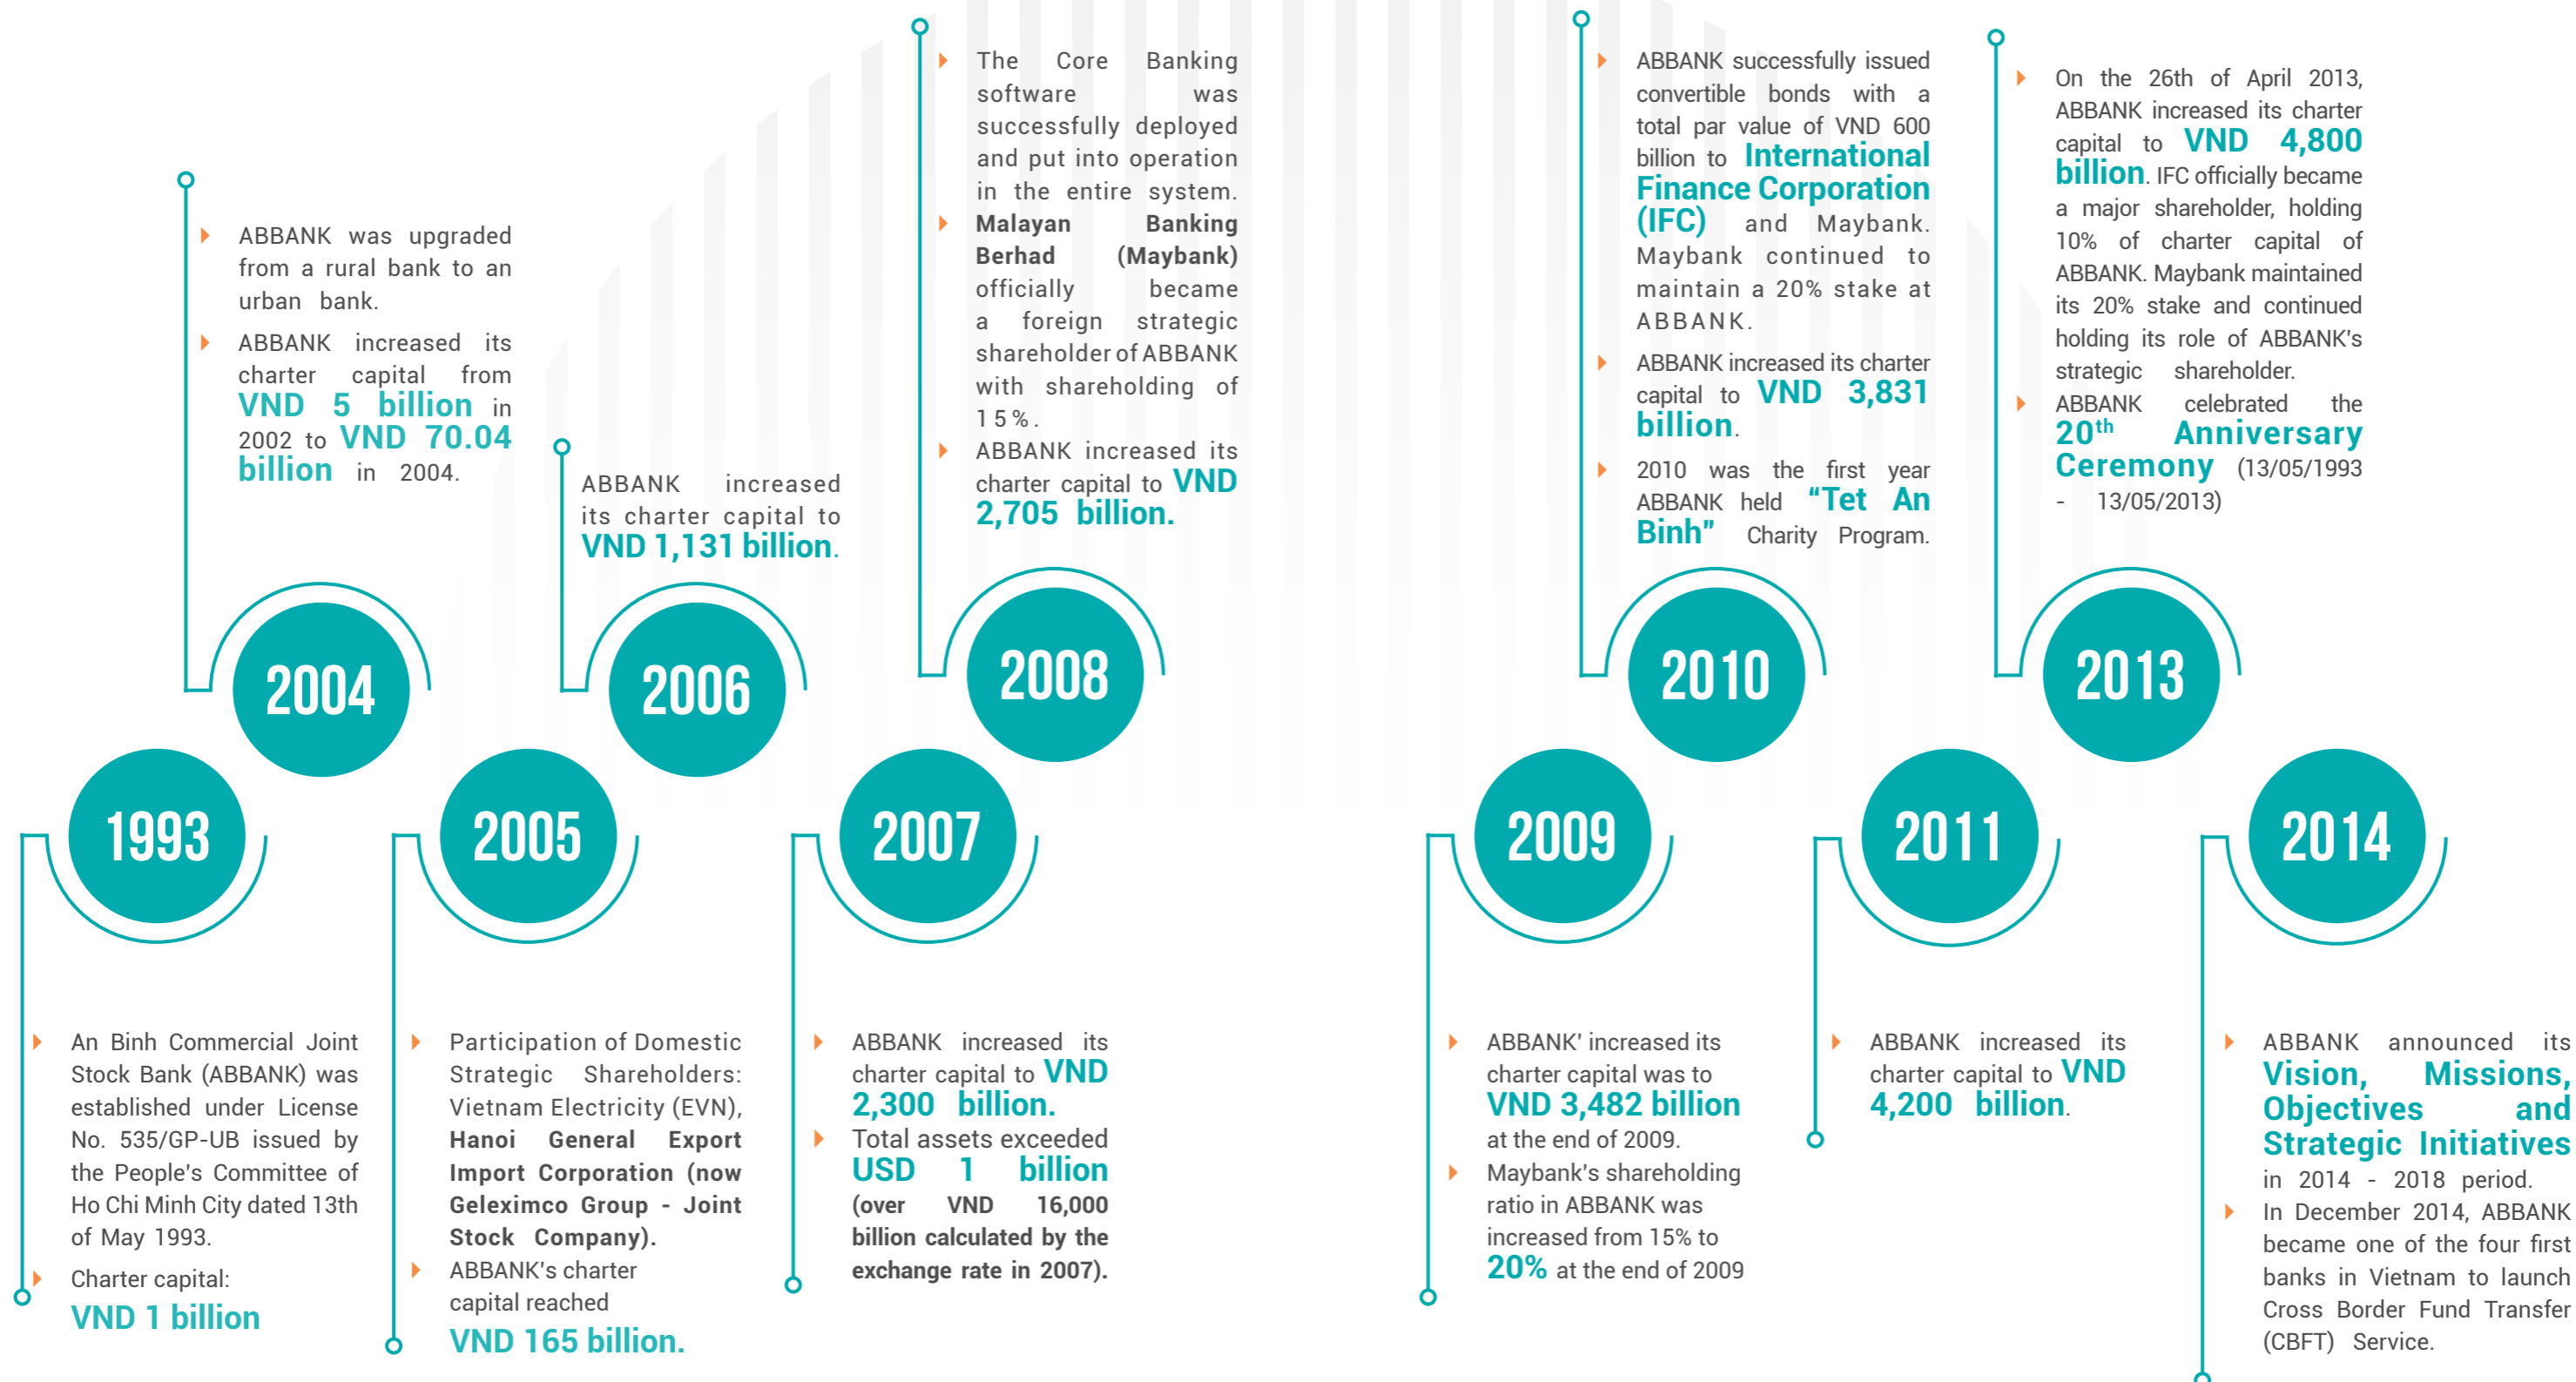 1993
An Binh Commercial Joint
Stock Bank (ABBANK) was
established under License
No. 535/GP-UB issued by
the People's Committee of
Ho Chi Minh City dated 13th
of May 1993.
Charter capital:
VND 1 billion
2004
ABBANK was upgraded
from a rural bank to an
urban bank.
ABBANK increased its
charter capital from
VND 5 billion in
2002 to VND 70.04
billion in 2004.
2005
Participation of Domestic
Strategic Shareholders:
Vietnam Electricity (EVN),
Hanoi General Export
Import Corporation (now
Geleximco Group - Joint
Stock Company).
ABBANK's charter
capital reached
VND 165 billion.
2006
ABBANK increased
its charter capital to
VND 1,131 billion.
2007
ABBANK increased its
charter capital to VND
2,300 billion.
Total assets exceeded
USD 1 billion
(over VND 16,000
billion calculated by the
exchange rate in 2007).
2008
The Core Banking
software was
successfully deployed
and put into operation
in the entire system.
Malayan Banking
Berhad (Maybank)
officially became
a foreign strategic
shareholder of ABBANK
with shareholding of
15%.
ABBANK increased its
charter capital to VND
2,705 billion.
2009
ABBANK' increased its
charter capital was to
VND 3,482 billion
at the end of 2009.
Maybank's shareholding
ratio in ABBANK was
increased from 15% to
20% at the end of 2009
2010
ABBANK successfully issued
convertible bonds with a
total par value of VND 600
billion to International
Finance Corporation
(IFC) and Maybank.
Maybank continued to
maintain a 20% stake at
ABBANK.
ABBANK increased its charter
capital to VND 3,831
billion.
2010 was the first year
ABBANK held “Tet An
Binh” Charity Program.
2011
ABBANK increased its
charter capital to VND
4,200 billion.
2013
On the 26th of April 2013,
ABBANK increased its charter
capital to VND 4,800
billion. IFC officially became
a major shareholder, holding
10% of charter capital of
ABBANK. Maybank maintained
its 20% stake and continued
holding its role of ABBANK's
strategic shareholder.
ABBANK celebrated the
20th Anniversary
Ceremony (13/05/1993
- 13/05/2013)
2014
ABBANK announced its
Vision, Missions,
Objectives and
Strategic Initiatives
in 2014 - 2018 period.
In December 2014, ABBANK
became one of the four first
banks in Vietnam to launch
Cross Border Fund Transfer
(CBFT) Service.